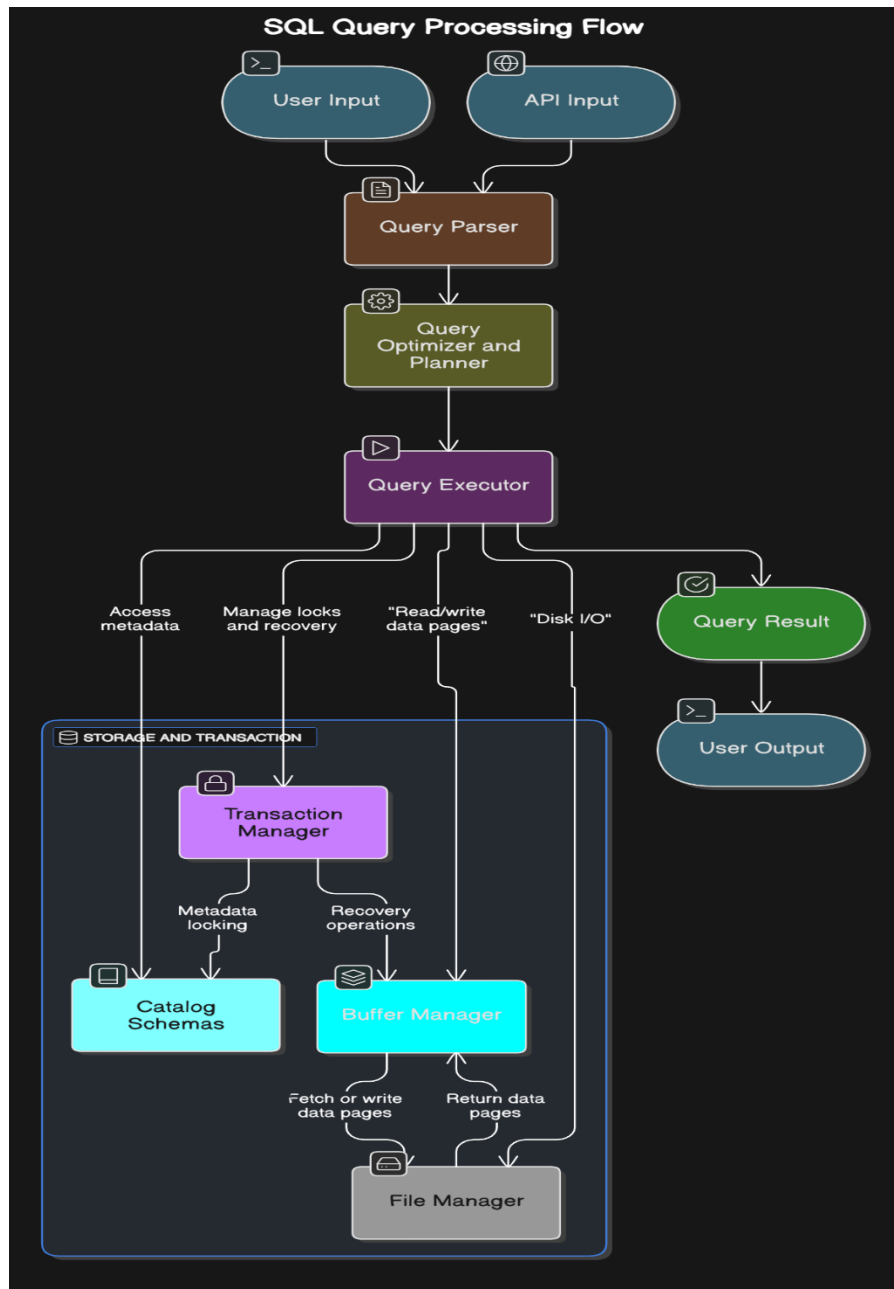 SQL Query Processing Flow
>_
User Input
API Input
Query Parser
Query
Optimizer and
Planner
Query Executor
Access
metadata
Manage locks
and recovery
"Read/write
data pages"
"Disk I/O"
Query Result
>_
User Output
STORAGE AND TRANSACTION
Transaction
Manager
Metadata
locking
Recovery
operations
Catalog
Schemas
Buffer Manager
Fetch or write
data pages
Return data
pages
File Manager